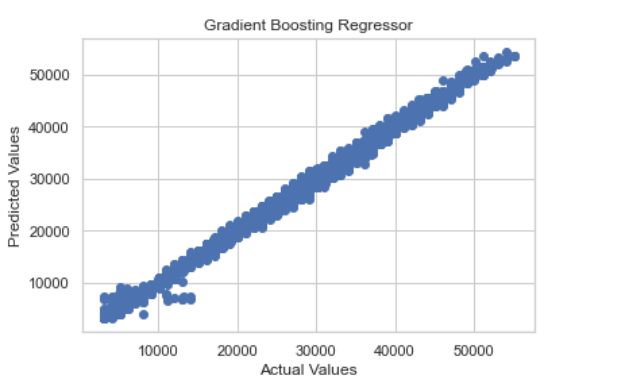 Gradient Boosting Regressor
50000
40000
30000
20000
10000
Predicted Values
10000 20000 30000 40000 50000
Actual Values